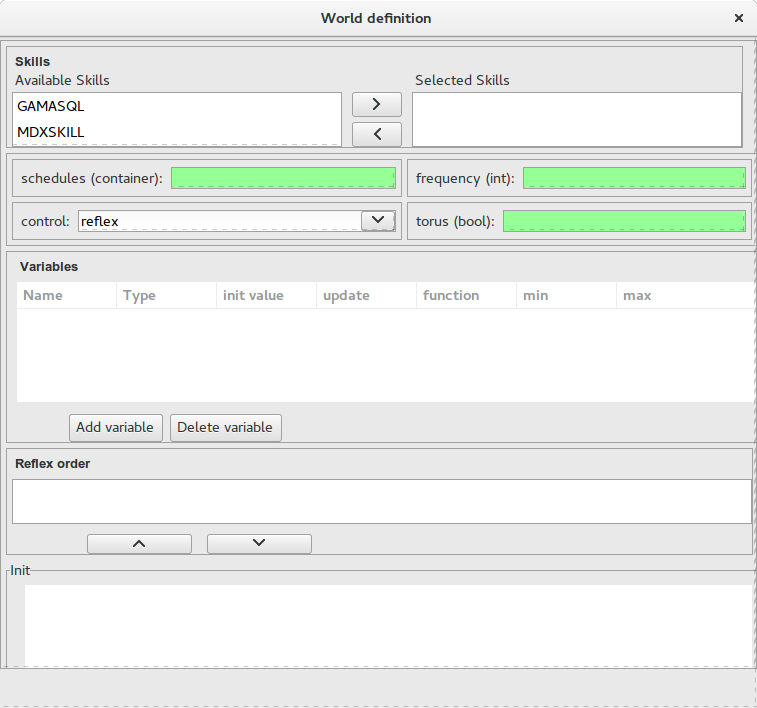 World definition
Skills
Available Skills
Selected Skills
GAMASQL
MDXSKILL
schedules (container):
frequency (int):
control: reflex
torus (bool):
Variables
Name Type init value update function min max
Add variable Delete variable
Reflex order
Init